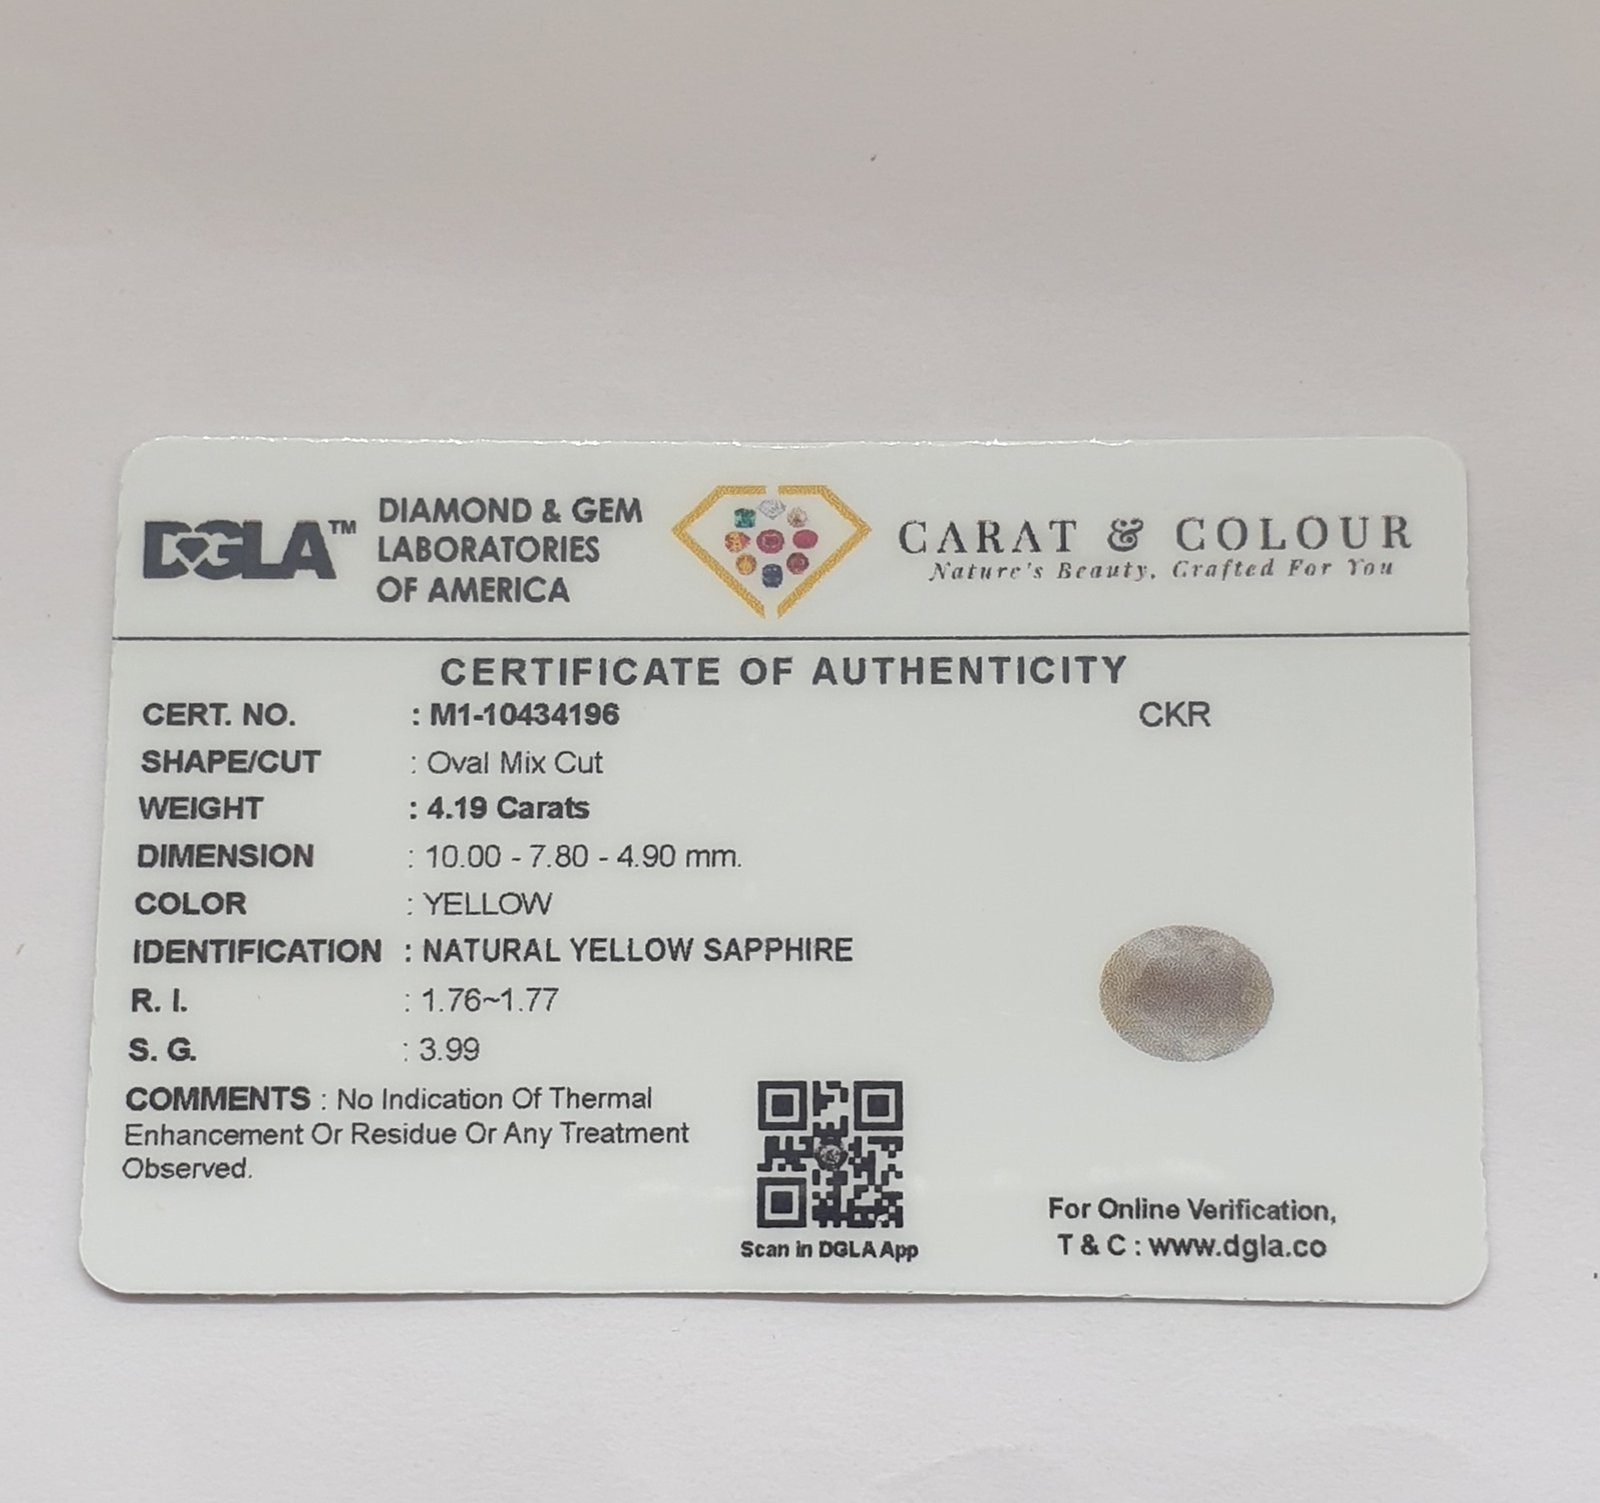 DGLA™
DIAMOND & GEM
LABORATORIES
OF AMERICA
CARAT & COLOUR
Nature's Beauty, Crafted For You
CERTIFICATE OF AUTHENTICITY
CERT. NO. : M1-10434196 CKR
SHAPE/CUT : Oval Mix Cut
WEIGHT : 4.19 Carats
DIMENSION : 10.00 - 7.80 - 4.90 mm.
COLOR : YELLOW
IDENTIFICATION : NATURAL YELLOW SAPPHIRE
R. I. : 1.76~1.77
S. G. : 3.99
COMMENTS : No Indication Of Thermal
Enhancement Or Residue Or Any Treatment
Observed.
Scan in DGLA App
For Online Verification,
T & C : www.dgla.co